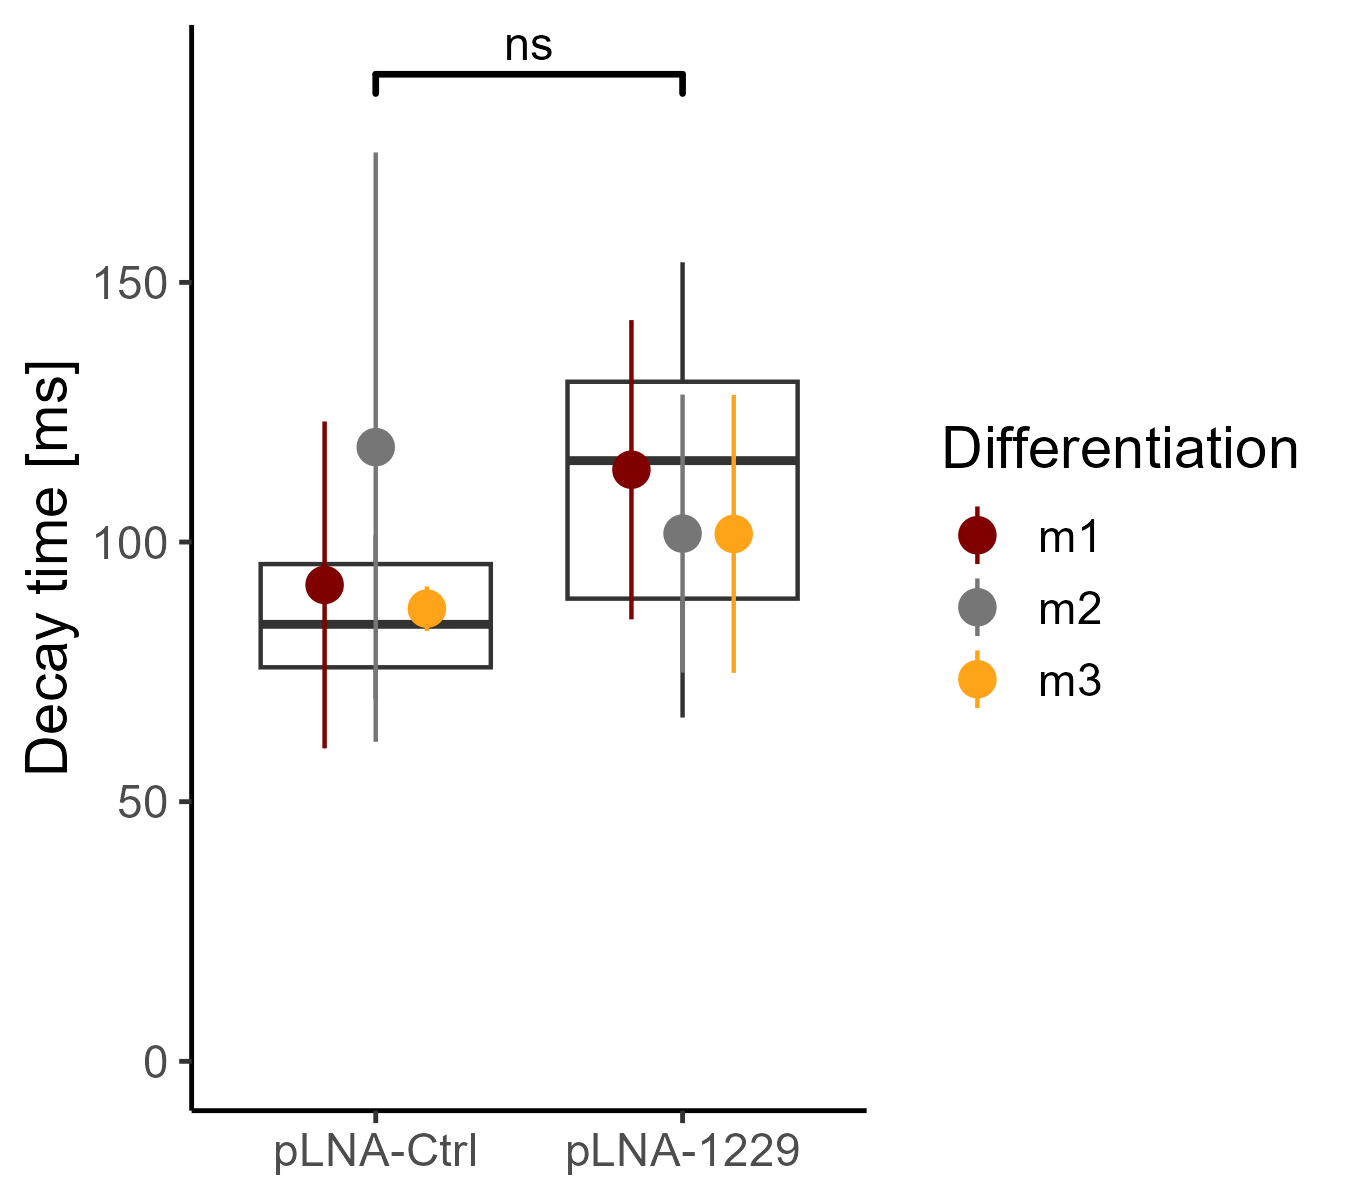 ns
Decay time [ms]
150
100
50
0
pLNA-Ctrl
pLNA-1229
Differentiation
m1
m2
m3